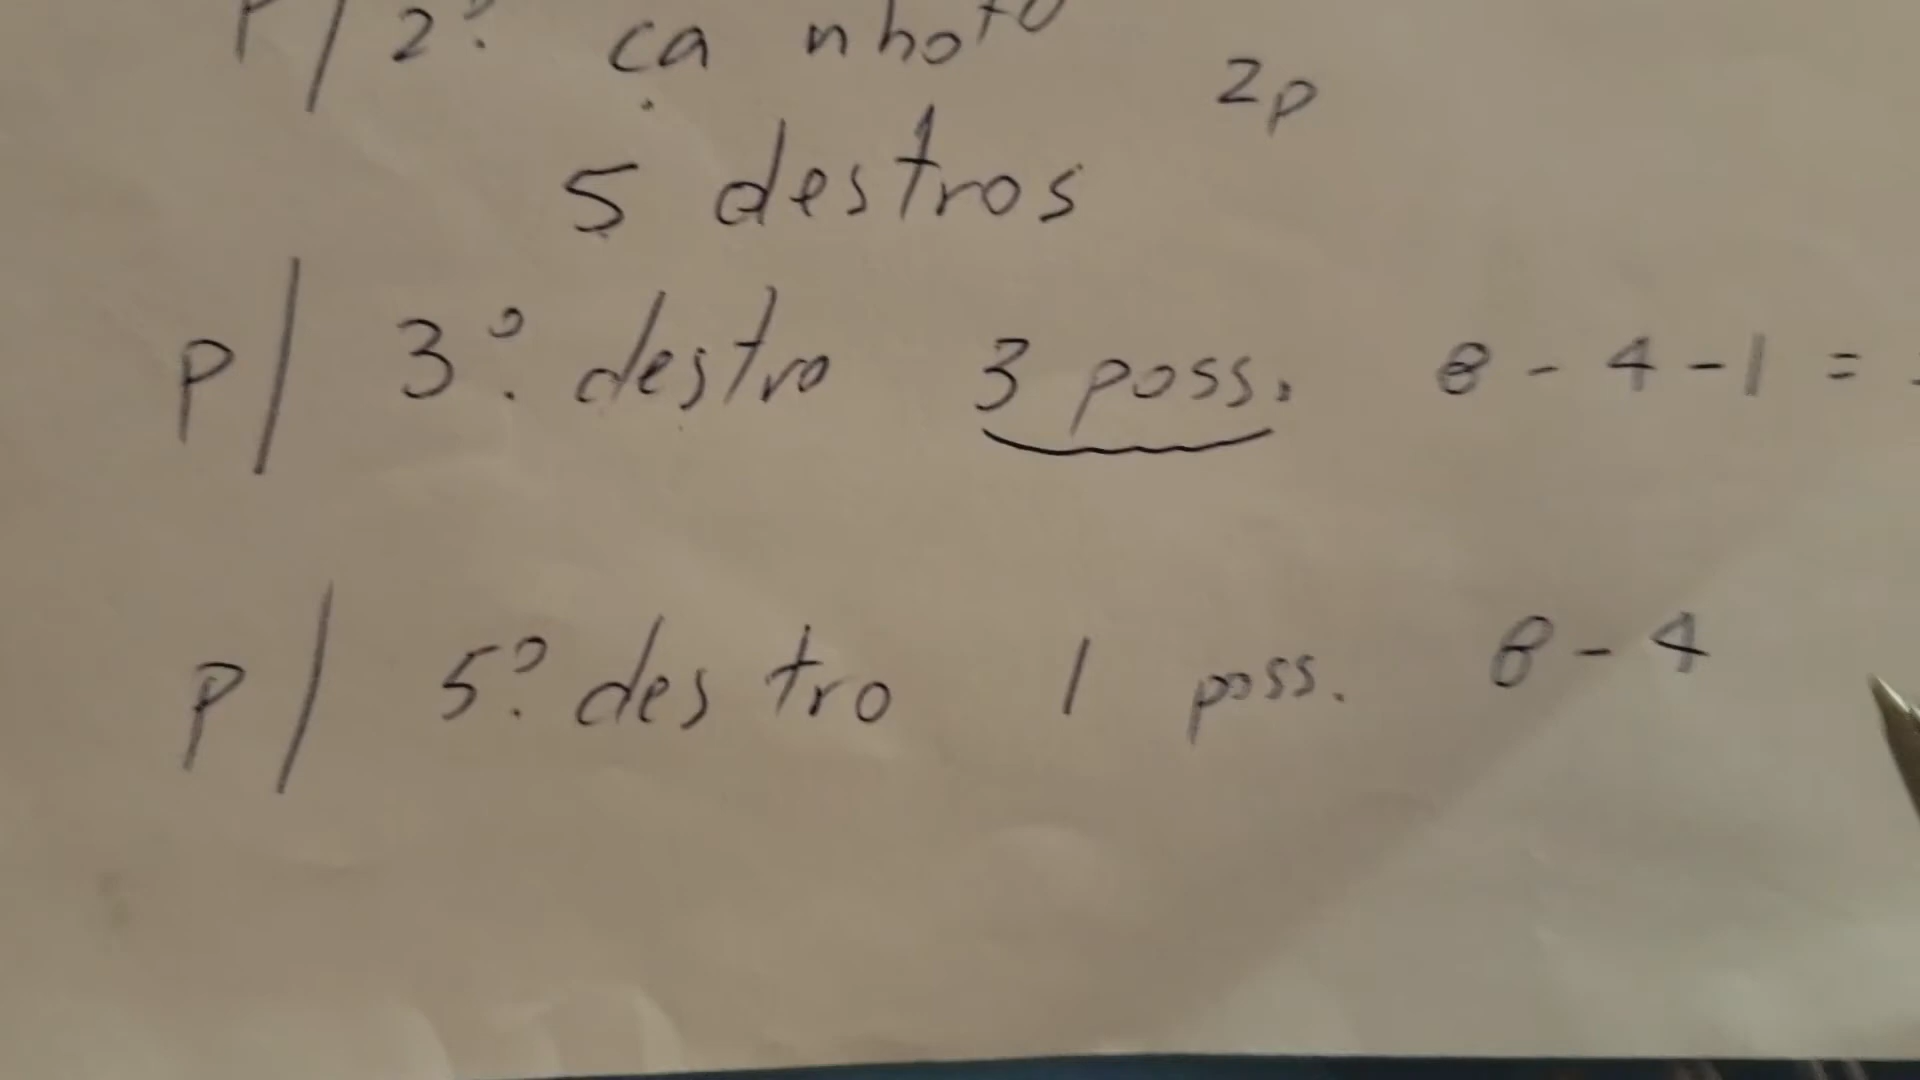 P/ 2º canhoto 2p
5 destros
p/ 3º destro 3 poss. 8 - 4 - 1 =
p/ 5º destro 1 poss. 8 - 4